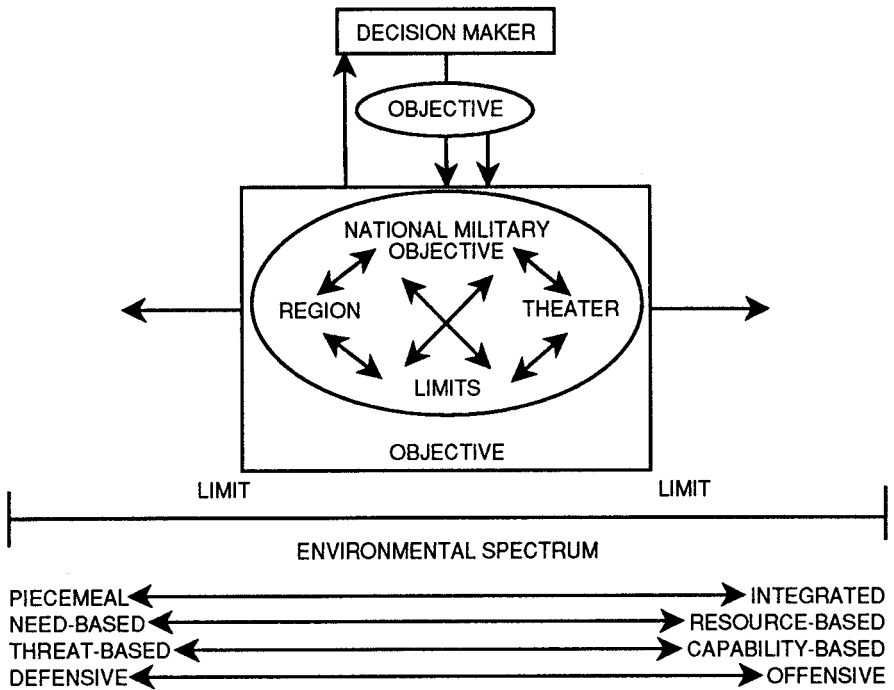 DECISION MAKER
OBJECTIVE
NATIONAL MILITARY
OBJECTIVE
REGION
THEATER
LIMITS
OBJECTIVE
LIMIT
LIMIT
ENVIRONMENTAL SPECTRUM
PIECEMEAL INTEGRATED
NEED-BASED RESOURCE-BASED
THREAT-BASED CAPABILITY-BASED
DEFENSIVE OFFENSIVE